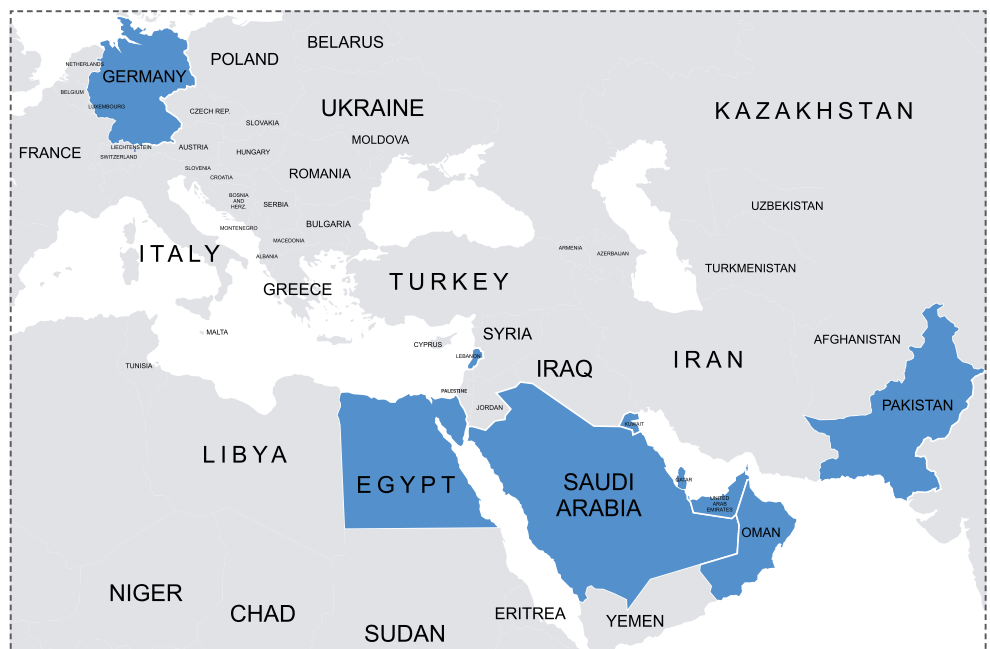 BELARUS
POLAND
NETHERLANDS
GERMANY
BELGIUM
LUXEMBOURG
UKRAINE
KAZAKHSTAN
CZECH REP.
SLOVAKIA
MOLDOVA
FRANCE
LIECHTENSTEIN
SWITZERLAND
AUSTRIA
HUNGARY
SLOVENIA
CROATIA
ROMANIA
BOSNIA
AND
HERZ.
SERBIA
UZBEKISTAN
MONTENEGRO
BULGARIA
MACEDONIA
ITALY
ALBANIA
ARMENIA
AZERBAIJAN
TURKMENISTAN
TURKEY
GREECE
MALTA
SYRIA
CYPRUS
LEBANON
AFGHANISTAN
TUNISIA
IRAQ
IRAN
PALESTINE
JORDAN
PAKISTAN
KUWAIT
LIBYA
EGYPT
SAUDI
ARABIA
QATAR
UNITED
ARAB
EMIRATES
OMAN
NIGER
CHAD
ERITREA
YEMEN
SUDAN